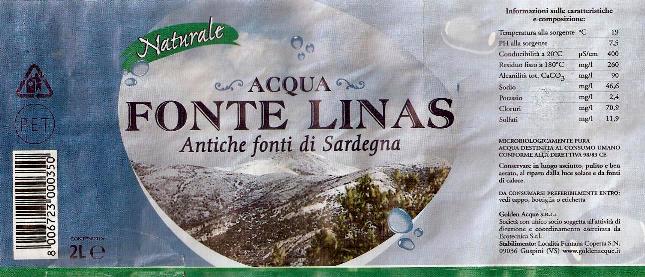 Naturale
ACQUA
FONTE LINAS
Antiche fonti di Sardegna
PET
8006723000350
CONTENUTO
2L e
Informazioni sulle caratteristiche
e composizione:
Temperatura alla sorgente °C 19
PH alla sorgente 7,5
Conducibilità a 20°C µS/cm 400
Residuo fisso a 180°C mg/l 260
Alcanilità tot. CaCO3 mg/l 90
Sodio mg/l 46,6
Potassio mg/l 2,4
Cloruri mg/l 70,9
Solfati mg/l 11,9
MICROBIOLOGICAMENTE PURA
ACQUA DESTINATA AL CONSUMO UMANO
CONFORME ALLA DIRETTIVA 98/83 CE
Conservare in luogo asciutto, pulito e ben
aerato, al riparo dalla luce solare e da fonti
di calore.
DA CONSUMARSI PREFERIBILMENTE ENTRO:
vedi tappo, bottiglia o etichetta
Golden Acque s.u.r.l.
Società con unico socio soggetta all'attività di
direzione e coordinamento esercitata da
Ecotecnica S.r.l.
Stabilimento: Località Funtana Coperta S.N.
09036 Guspini (VS) www.goldenacque.it